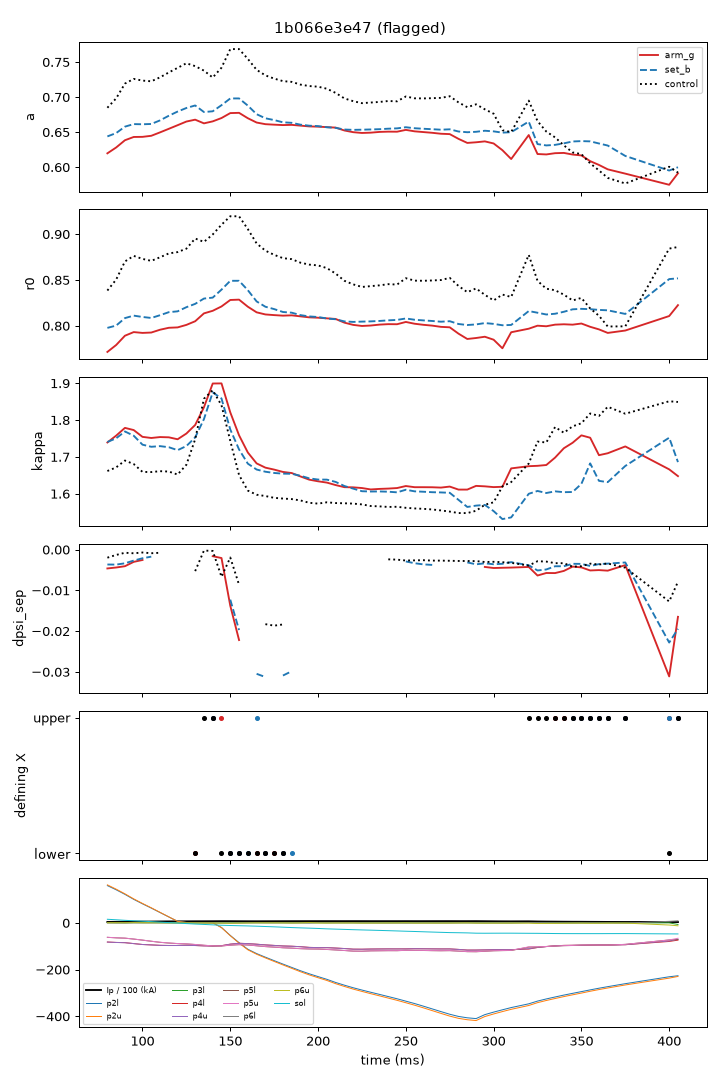 1b066e3e47 (flagged)
a
0.75
0.70
0.65
0.60
arm_g
set_b
control
r0
0.90
0.85
0.80
kappa
1.9
1.8
1.7
1.6
dpsi_sep
0.00
−0.01
−0.02
−0.03
defining X
upper
lower
0
−200
−400
Ip / 100 (kA)
p2l
p2u
p3l
p4l
p4u
p5l
p5u
p6l
p6u
sol
100 150 200 250 300 350 400
time (ms)